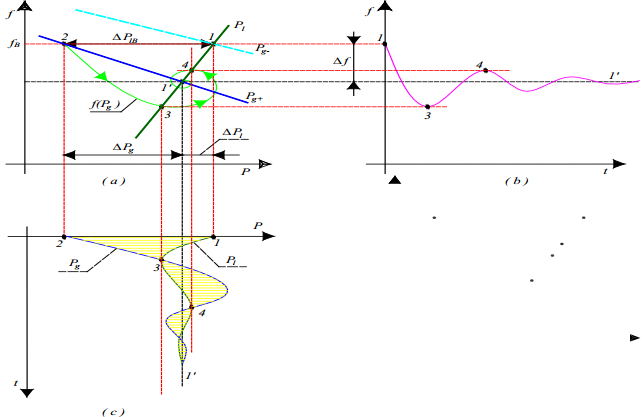 f
P_l
f
f_B
2
ΔP_lB
1
P_g-
1
4
Δf
4
1'
1'
P_g+
f(P_g)
3
3
ΔP_g
ΔP_l
P
t
( a )
( b )
2
1
P
P_g
3
P_l
4
1'
t
( c )